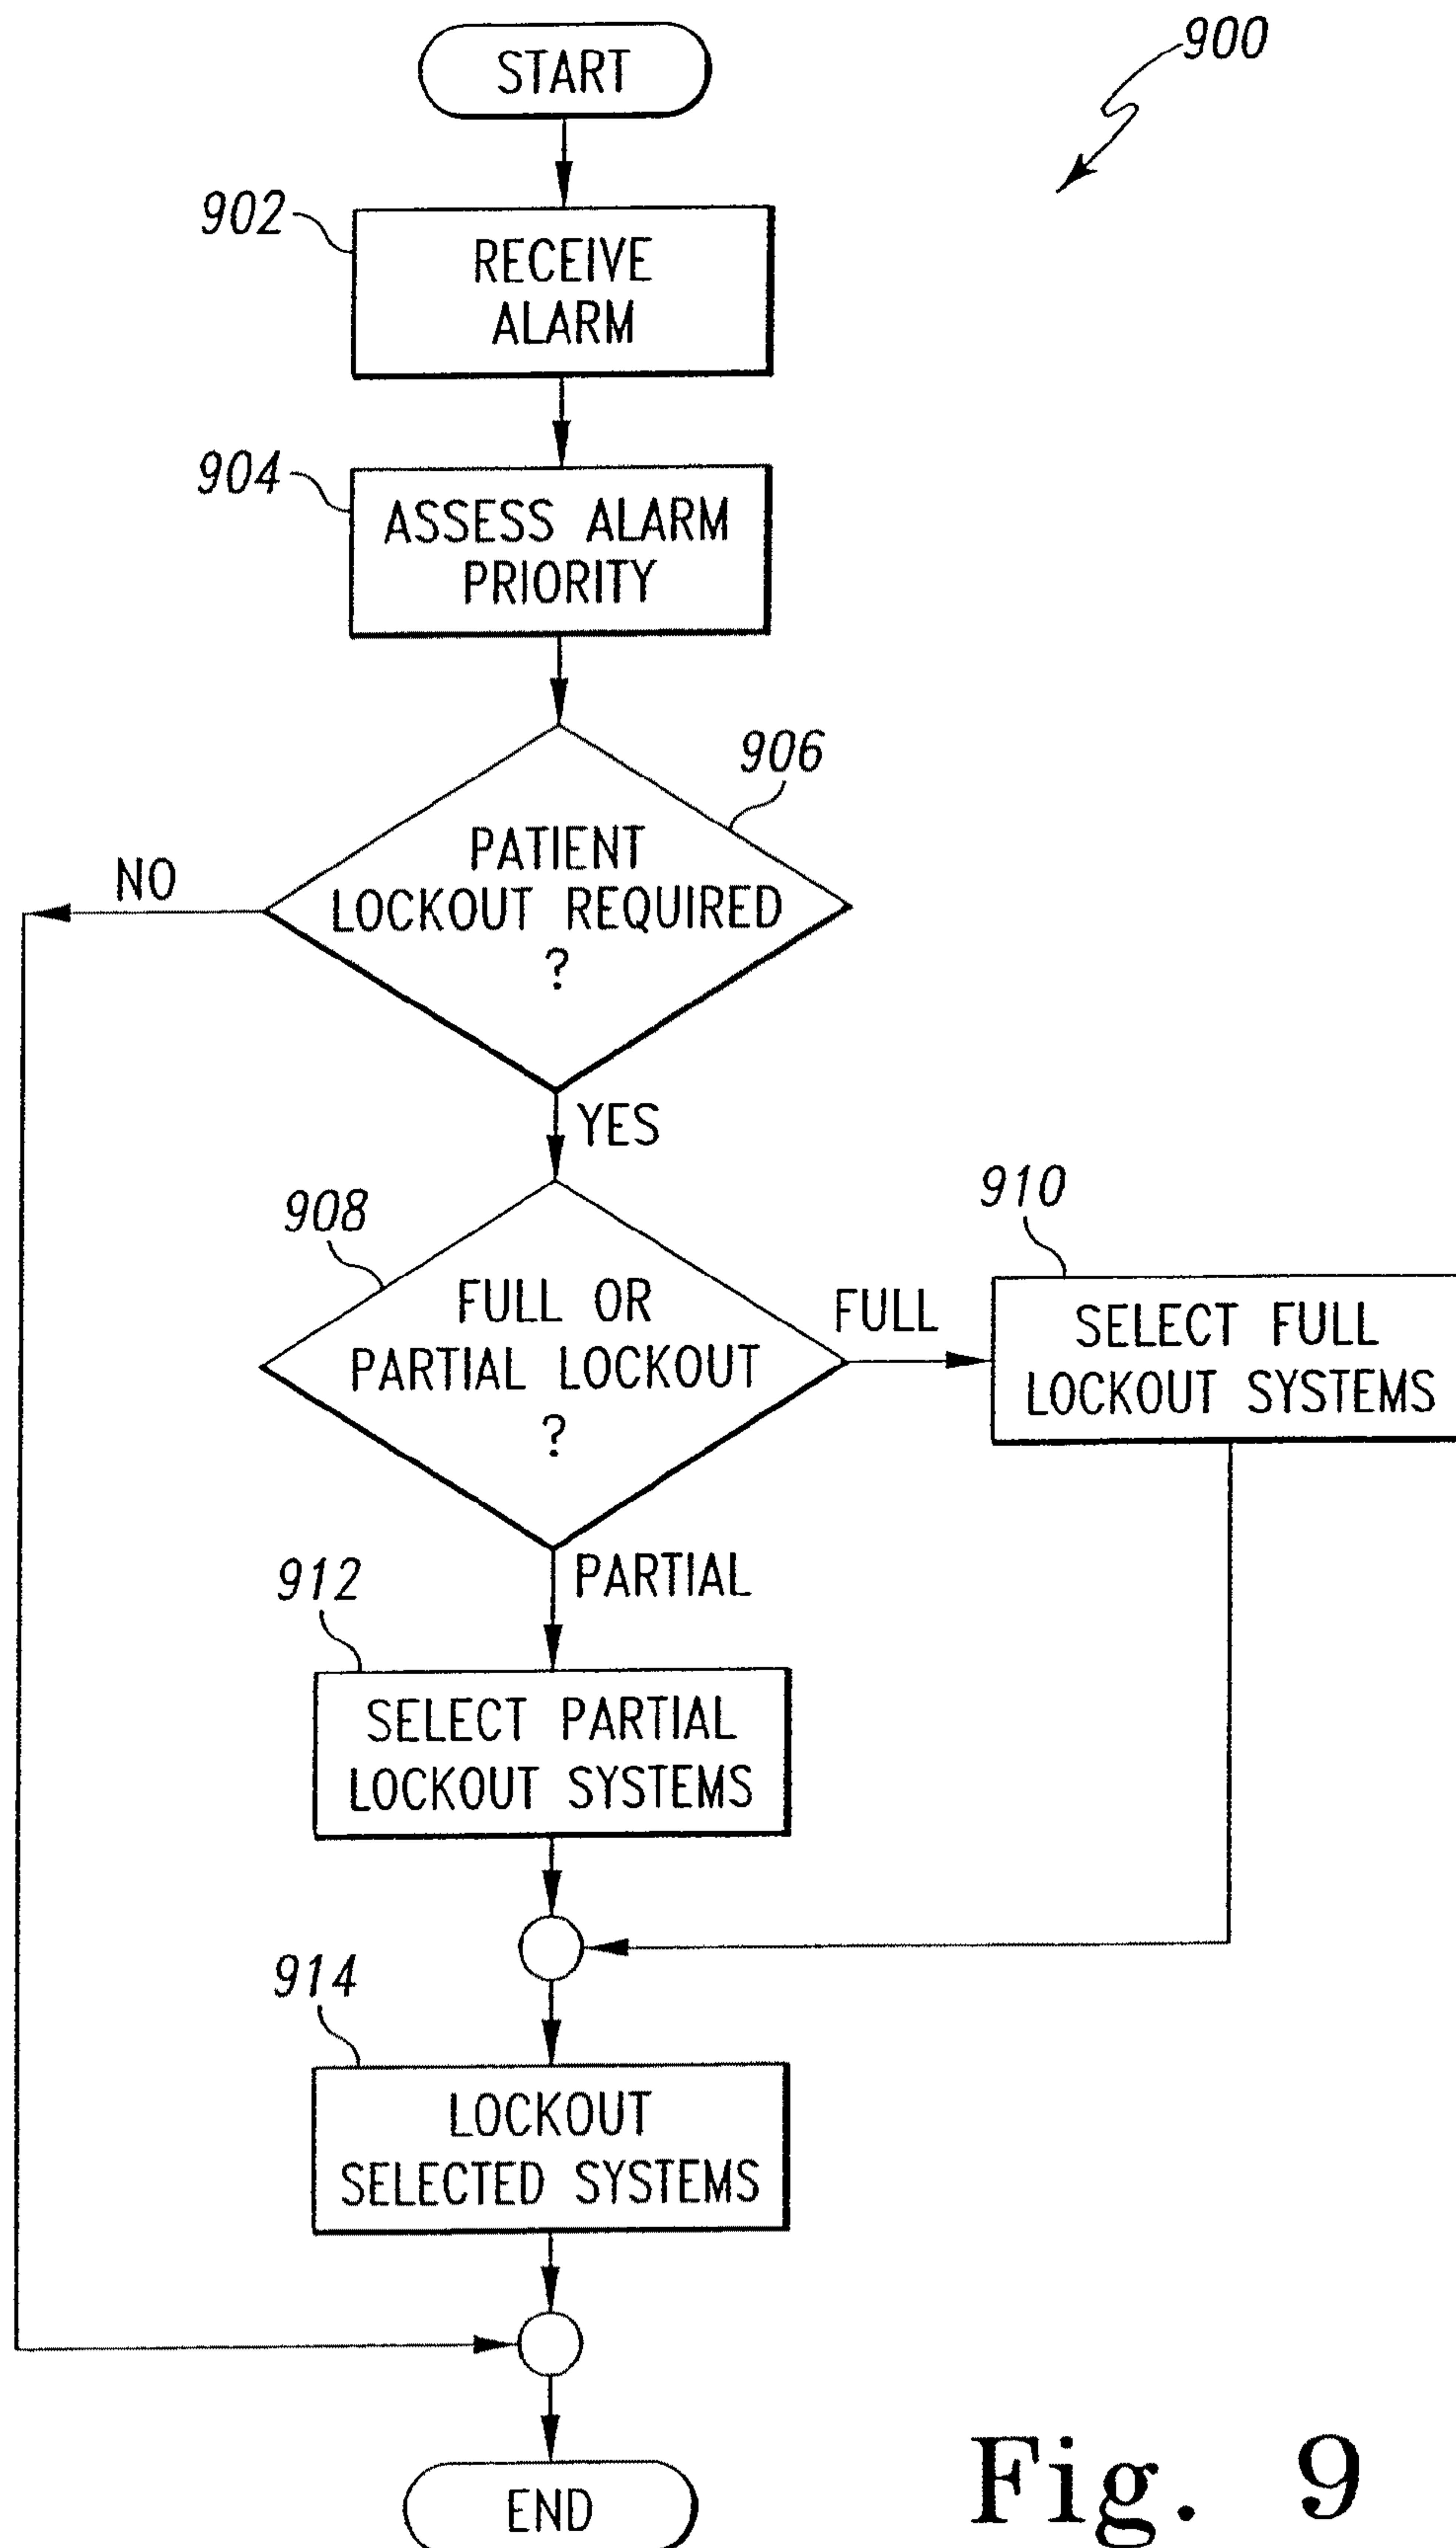 START
900
902
RECEIVE
ALARM
904
ASSESS ALARM
PRIORITY
906
PATIENT
LOCKOUT REQUIRED
?
NO
YES
908
FULL OR
PARTIAL LOCKOUT
?
FULL
910
SELECT FULL
LOCKOUT SYSTEMS
PARTIAL
912
SELECT PARTIAL
LOCKOUT SYSTEMS
914
LOCKOUT
SELECTED SYSTEMS
END
Fig. 9